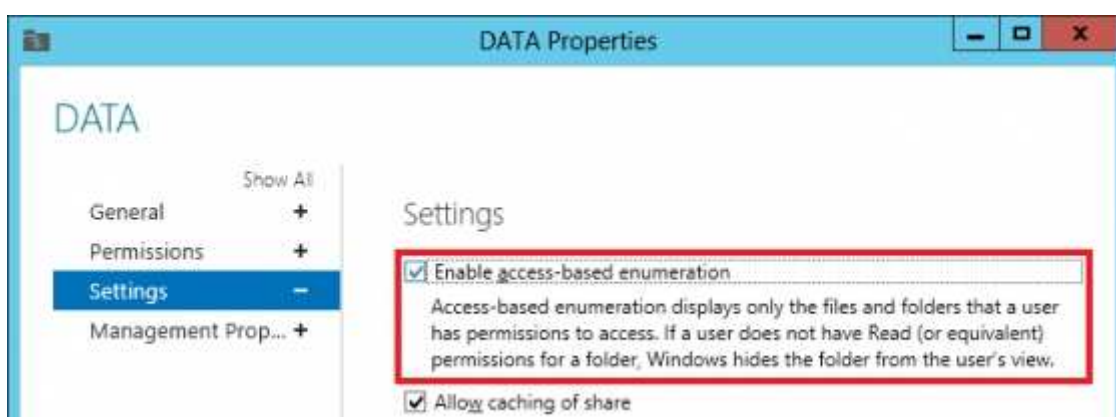 DATA Properties
DATA
Show All
General +
Permissions +
Settings –
Management Prop... +
Settings
Enable access-based enumeration
Access-based enumeration displays only the files and folders that a user
has permissions to access. If a user does not have Read (or equivalent)
permissions for a folder, Windows hides the folder from the user's view.
Allow caching of share